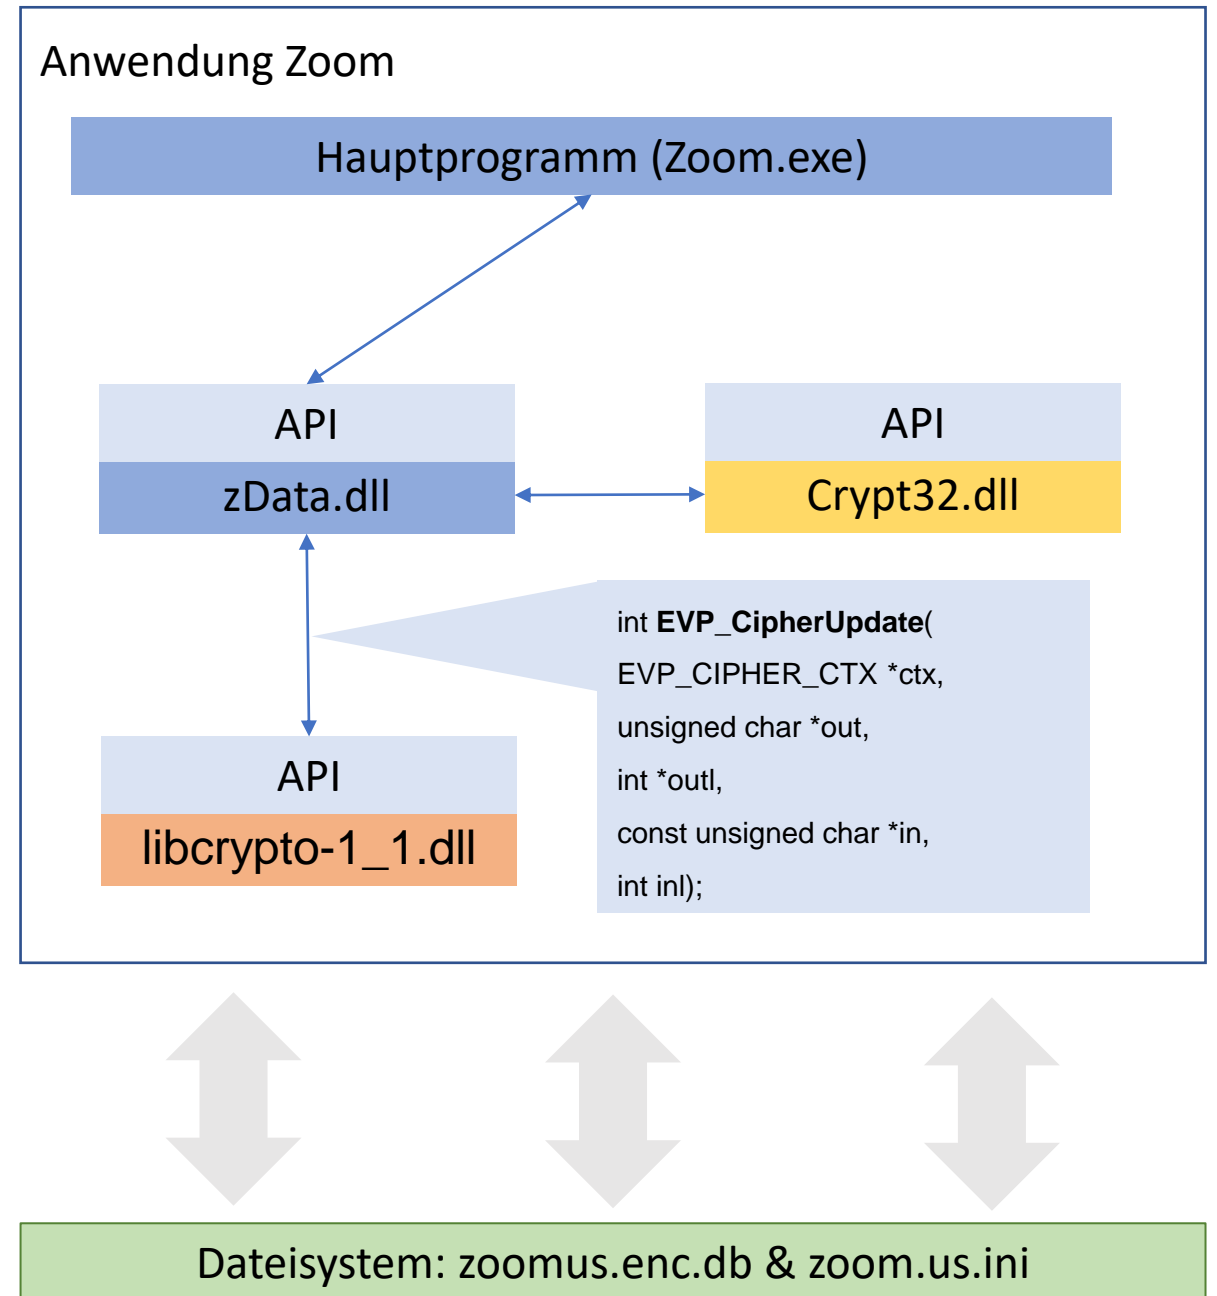 Anwendung Zoom
Hauptprogramm (Zoom.exe)
API
zData.dll
API
Crypt32.dll
int EVP_CipherUpdate(
EVP_CIPHER_CTX *ctx,
unsigned char *out,
int *outl,
const unsigned char *in,
int inl);
API
libcrypto-1_1.dll
Dateisystem: zoomus.enc.db & zoom.us.ini